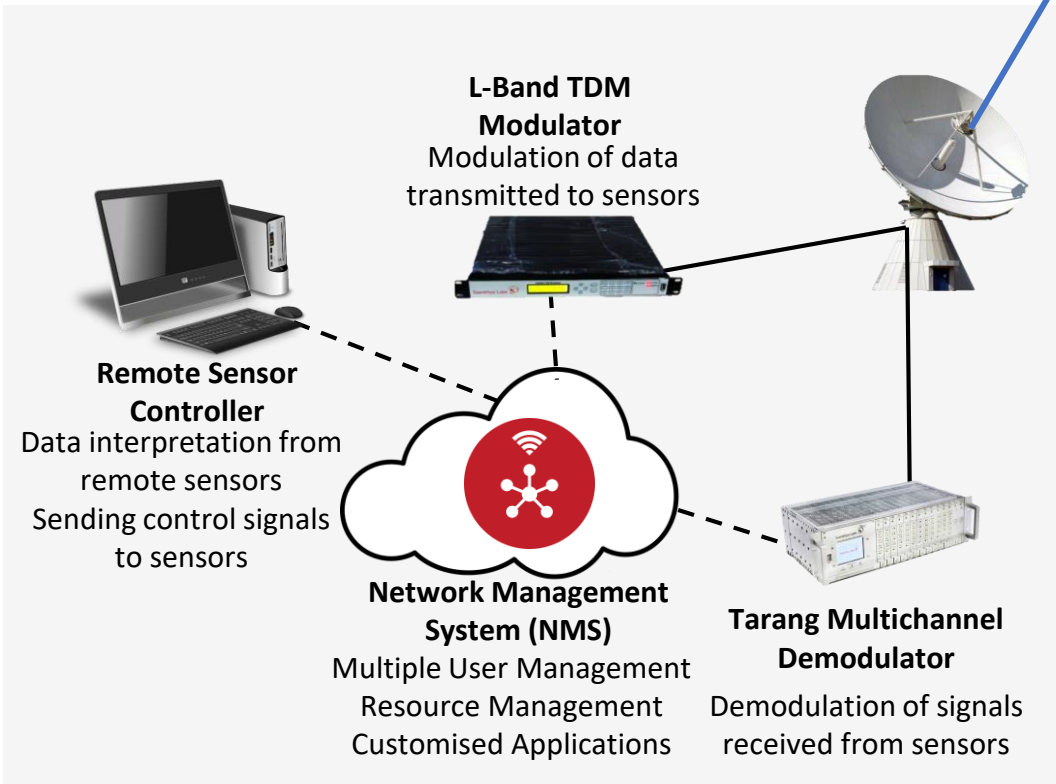 L-Band TDM
Modulator
Modulation of data
transmitted to sensors
Remote Sensor
Controller
Data interpretation from
remote sensors
Sending control signals
to sensors
Network Management
System (NMS)
Multiple User Management
Resource Management
Customised Applications
Tarang Multichannel
Demodulator
Demodulation of signals
received from sensors